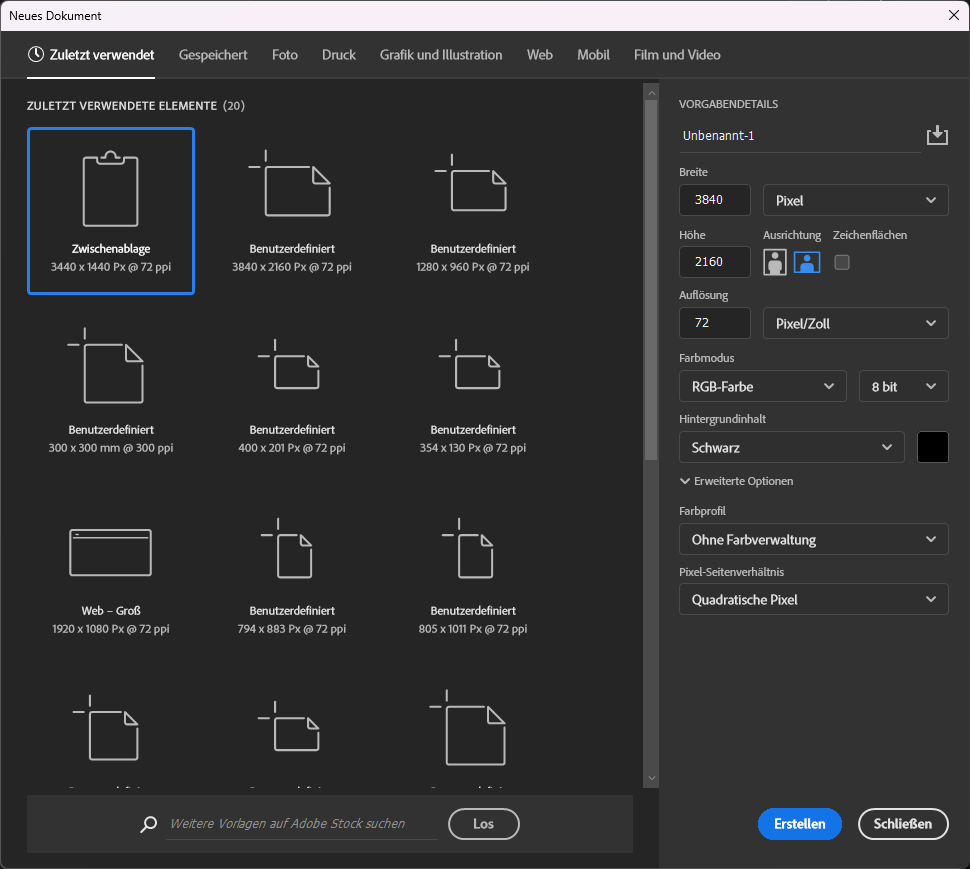 Neues Dokument
Zuletzt verwendet Gespeichert Foto Druck Grafik und Illustration Web Mobil Film und Video
ZULETZT VERWENDETE ELEMENTE (20)
Zwischenablage
3440 x 1440 Px @ 72 ppi
Benutzerdefiniert
3840 x 2160 Px @ 72 ppi
Benutzerdefiniert
1280 x 960 Px @ 72 ppi
Benutzerdefiniert
300 x 300 mm @ 300 ppi
Benutzerdefiniert
400 x 201 Px @ 72 ppi
Benutzerdefiniert
354 x 130 Px @ 72 ppi
Web – Groß
1920 x 1080 Px @ 72 ppi
Benutzerdefiniert
794 x 883 Px @ 72 ppi
Benutzerdefiniert
805 x 1011 Px @ 72 ppi
Weitere Vorlagen auf Adobe Stock suchen
Los
VORGABENDETAILS
Unbenannt-1
Breite
3840 Pixel
Höhe Ausrichtung Zeichenflächen
2160
Auflösung
72 Pixel/Zoll
Farbmodus
RGB-Farbe 8 bit
Hintergrundinhalt
Schwarz
Erweiterte Optionen
Farbprofil
Ohne Farbverwaltung
Pixel-Seitenverhältnis
Quadratische Pixel
Erstellen Schließen